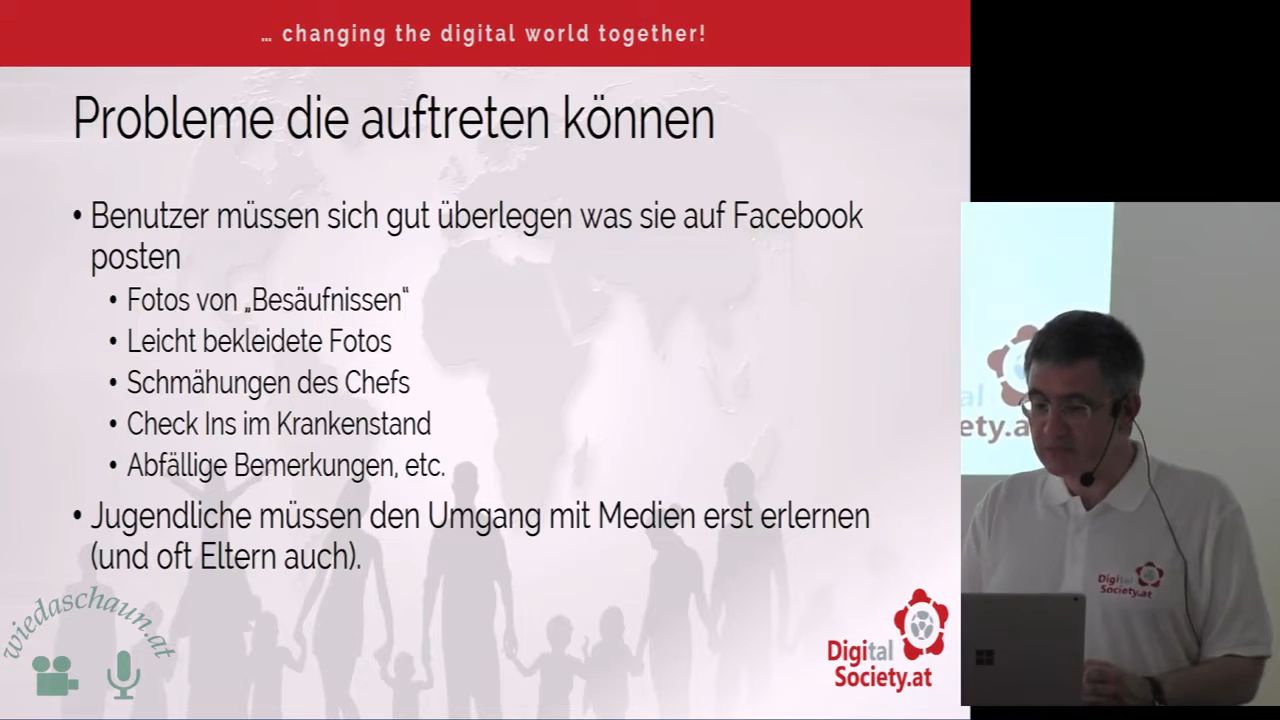 … changing the digital world together!
Probleme die auftreten können
• Benutzer müssen sich gut überlegen was sie auf Facebook
posten
• Fotos von „Besäufnissen“
• Leicht bekleidete Fotos
• Schmähungen des Chefs
• Check Ins im Krankenstand
• Abfällige Bemerkungen, etc.
• Jugendliche müssen den Umgang mit Medien erst erlernen
(und oft Eltern auch).
wiedaschaun.at
Digital
Society.at
al
ety.a
Digital
Society.at